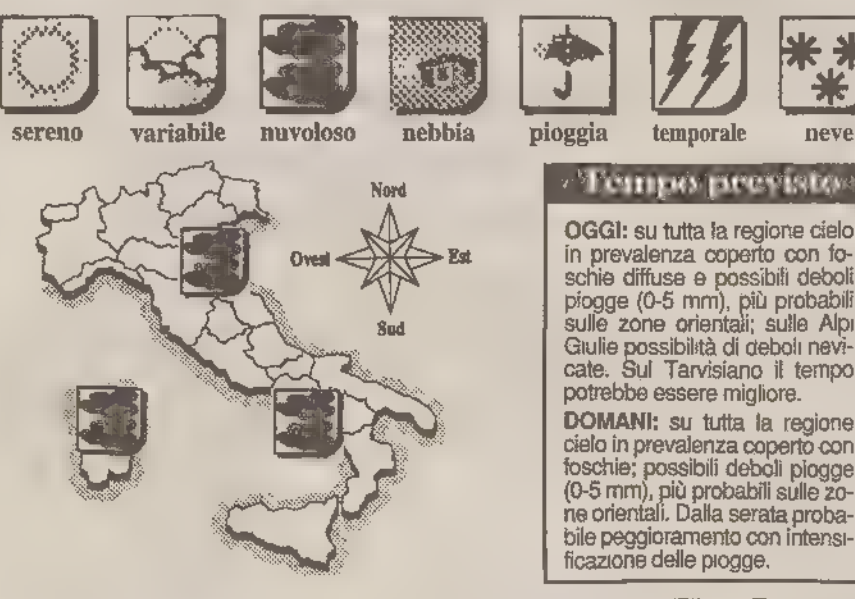 sereno variabile nuvoloso nebbia pioggia temporale neve
Nord
Ovest Est
Sud
Tempo previsto
OGGI: su tutta la regione cielo
in prevalenza coperto con fo-
schie diffuse e possibili deboli
piogge (0-5 mm), più probabili
sulle zone orientali; sulle Alpi
Giulie possibilità di deboli nevi-
cate. Sul Tarvisiano il tempo
potrebbe essere migliore.
DOMANI: su tutta la regione
cielo in prevalenza coperto con
foschie; possibili deboli piogge
(0-5 mm), più probabili sulle zo-
ne orientali. Dalla serata proba-
bile peggioramento con intensi-
ficazione delle piogge.